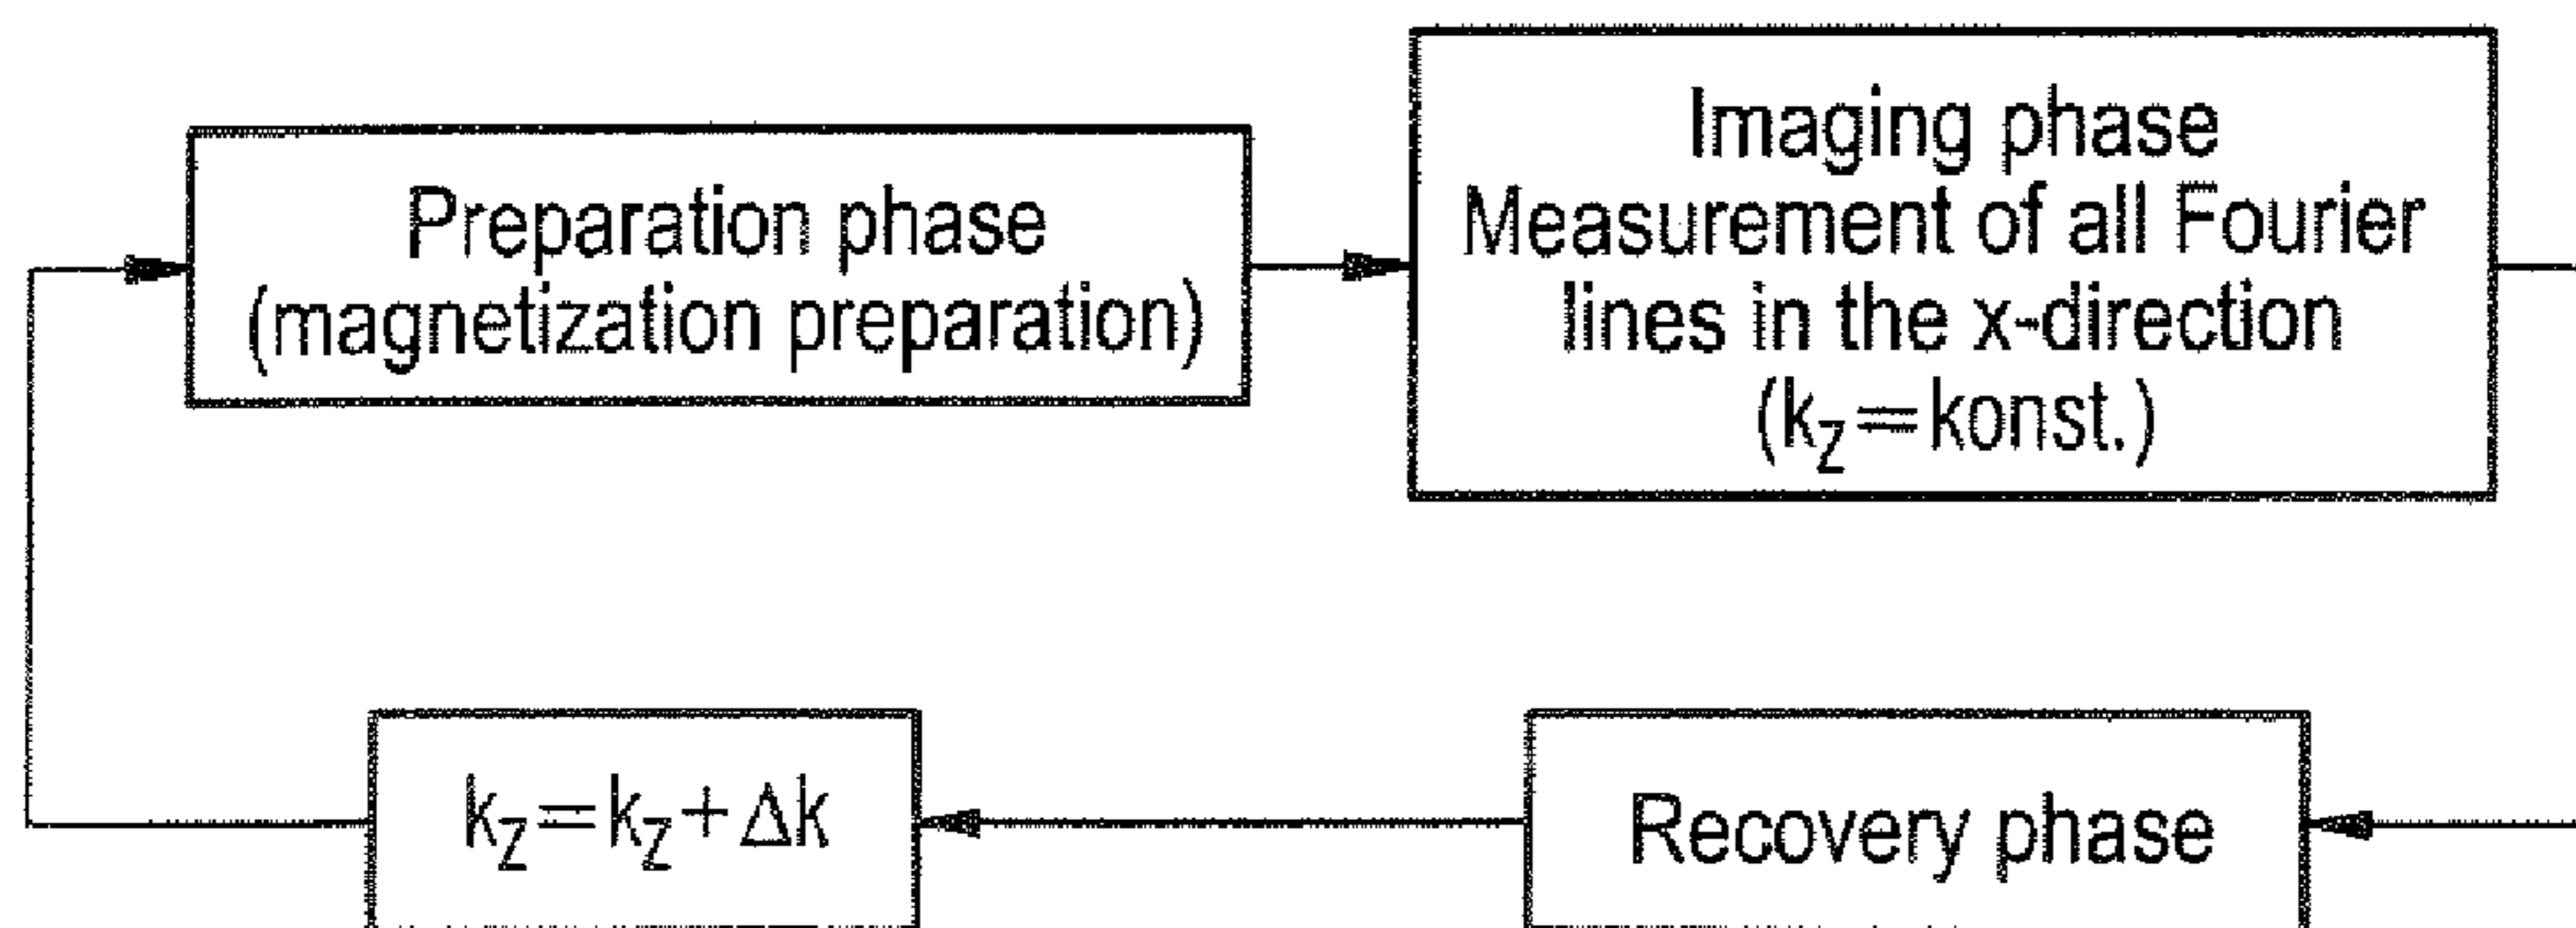 Preparation phase
(magnetization preparation)
Imaging phase
Measurement of all Fourier
lines in the x-direction
(kz=konst.)
Recovery phase
kz=kz+Δk